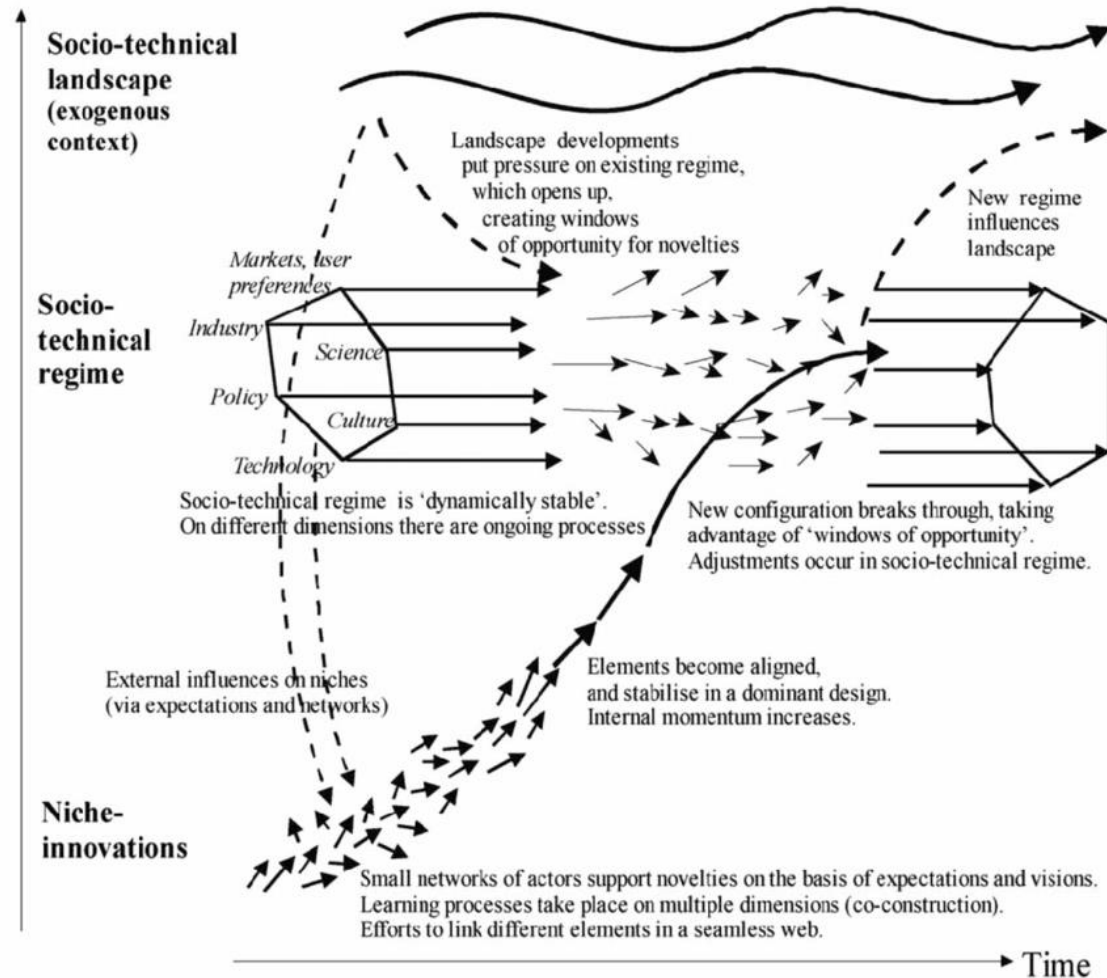 Socio-technical
landscape
(exogenous
context)
Landscape developments
put pressure on existing regime,
which opens up,
creating windows
of opportunity for novelties
New regime
influences
landscape
Markets, user
preferences
Industry
Science
Policy
Culture
Technology
Socio-
technical
regime
Socio-technical regime is ‘dynamically stable’.
On different dimensions there are ongoing processes
New configuration breaks through, taking
advantage of ‘windows of opportunity’.
Adjustments occur in socio-technical regime.
External influences on niches
(via expectations and networks)
Elements become aligned,
and stabilise in a dominant design.
Internal momentum increases.
Niche-
innovations
Small networks of actors support novelties on the basis of expectations and visions.
Learning processes take place on multiple dimensions (co-construction).
Efforts to link different elements in a seamless web.
Time